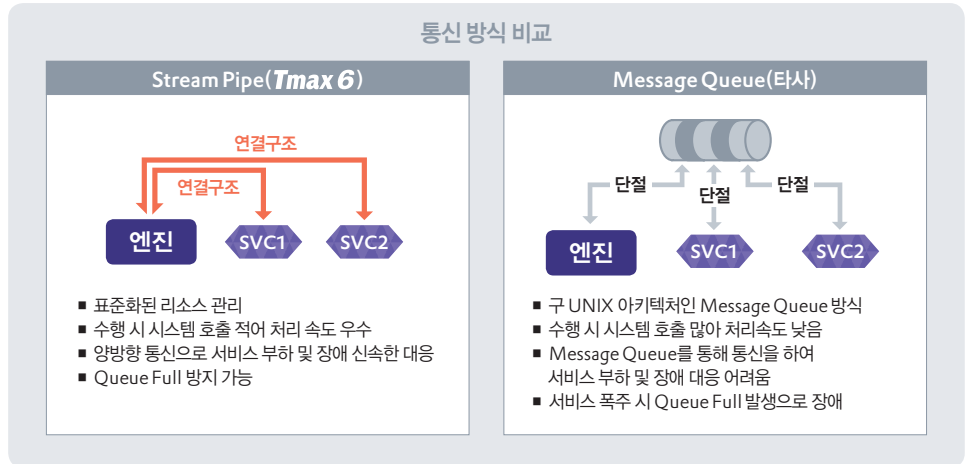 통신 방식 비교
Stream Pipe(Tmax 6)
연결구조
연결구조
엔진
SVC1
SVC2
■ 표준화된 리소스 관리
■ 수행 시 시스템 호출 적어 처리 속도 우수
■ 양방향 통신으로 서비스 부하 및 장애 신속한 대응
■ Queue Full 방지 가능
Message Queue(타사)
단절
단절
단절
엔진
SVC1
SVC2
■ 구 UNIX 아키텍처인 Message Queue 방식
■ 수행 시 시스템 호출 많아 처리속도 낮음
■ Message Queue를 통해 통신을 하여
서비스 부하 및 장애 대응 어려움
■ 서비스 폭주 시 Queue Full 발생으로 장애